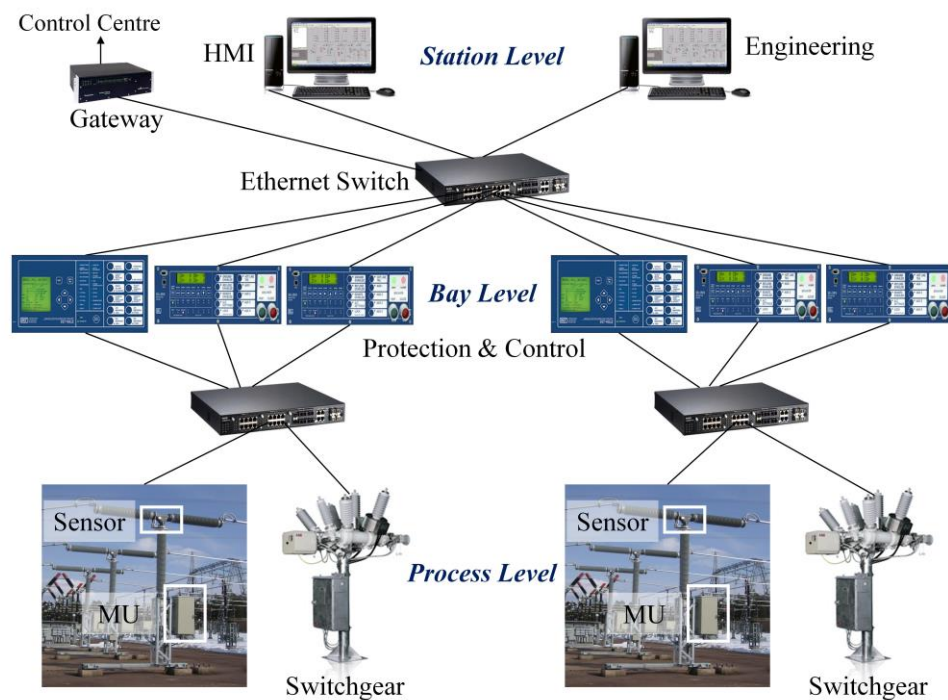 Control Centre
HMI
Station Level
Engineering
Gateway
Ethernet Switch
Bay Level
Protection & Control
Sensor
Sensor
Process Level
MU
MU
Switchgear
Switchgear